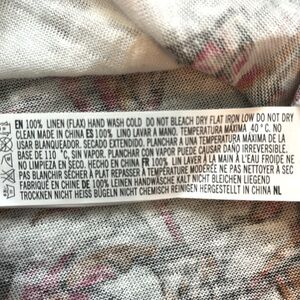 EN 100% LINEN (FLAX) HAND WASH COLD DO NOT BLEACH DRY FLAT IRON LOW DO NOT DRY
CLEAN MADE IN CHINA ES 100% LINO LAVAR A MANO. TEMPERATURA MÁXIMA 40°C. NO
USAR BLANQUEADOR. SECADO EXTENDIDO. PLANCHAR A UNA TEMPERATURA MÁXIMA DE
BASE DE 110°C, SIN VAPOR. PLANCHAR CON VAPOR PUEDE CAUSAR DAÑO IRREVERSIBLE.
NO LIMPIEZA EN SECO. HECHO EN CHINA FR 100% LIN LAVER À LA MAIN À L'EAU FROIDE NE
PAS BLANCHIR SÉCHER À PLAT REPASSER À TEMPÉRATURE MODÉRÉE NE PAS NETTOYER À SEC
FABRIQUÉ EN CHINE DE 100% LEINEN HANDWÄSCHE KALT NICHT BLEICHEN LIEGEND
TROCKNEN NICHT HEISS BÜGELN NICHT CHEMISCH REINIGEN HERGESTELLT IN CHINA NL